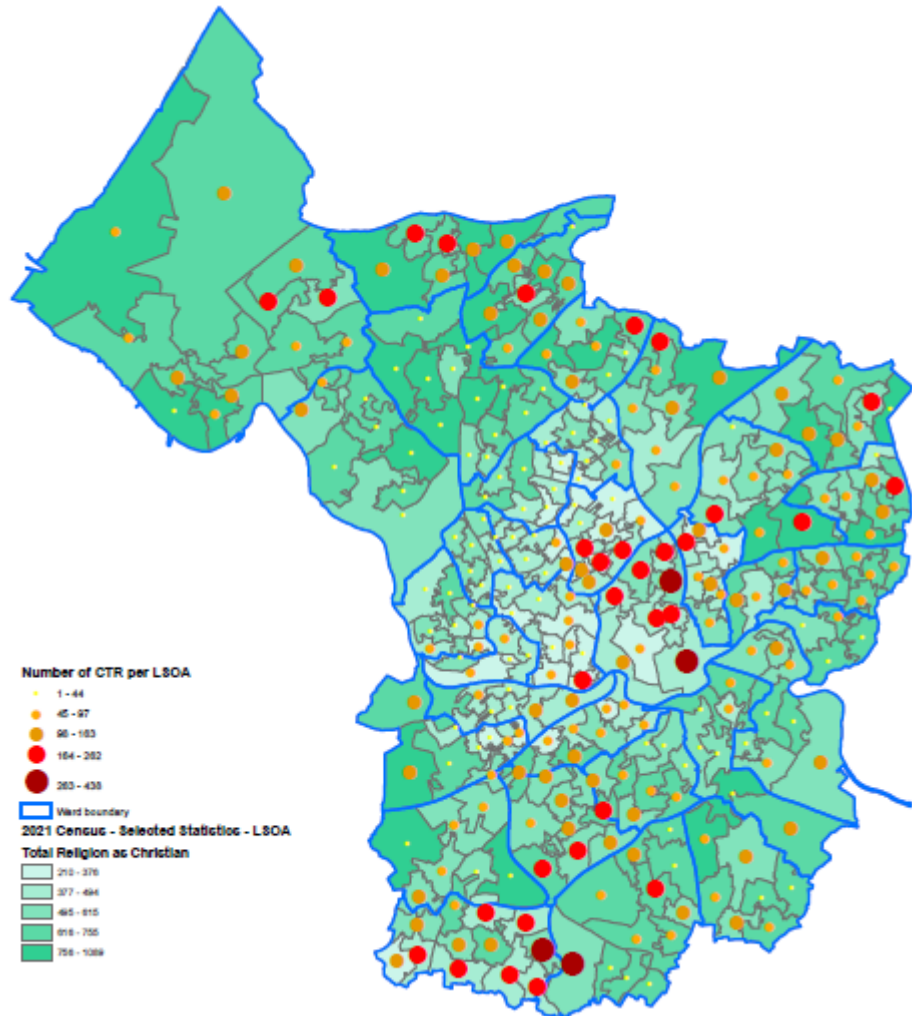 Number of CTR per LSOA
1 - 44
45 - 97
98 - 163
164 - 262
263 - 438
Ward boundary
2021 Census - Selected Statistics - LSOA
Total Religion as Christian
210 - 376
377 - 494
495 - 615
616 - 755
756 - 1089